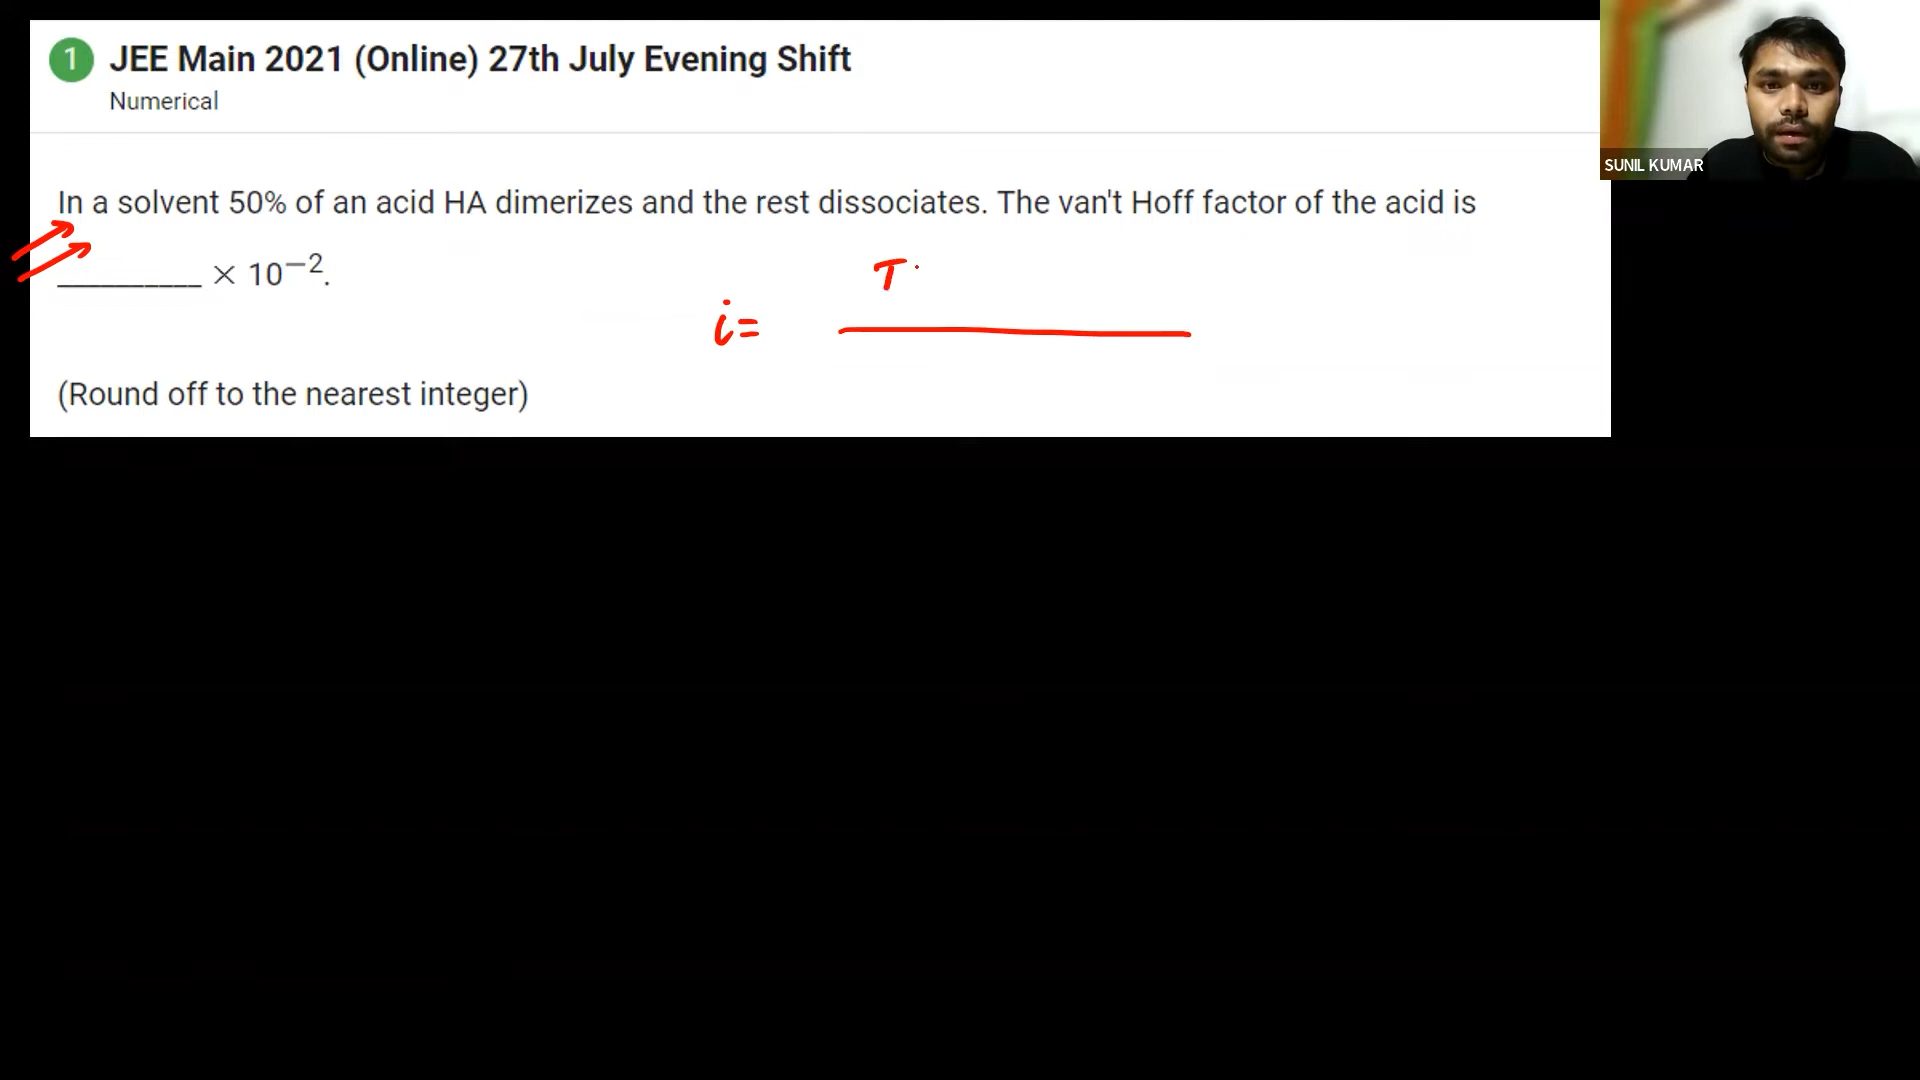 1 JEE Main 2021 (Online) 27th July Evening Shift
Numerical
SUNIL KUMAR
In a solvent 50% of an acid HA dimerizes and the rest dissociates. The van't Hoff factor of the acid is
__________ × 10⁻².
T
i =
(Round off to the nearest integer)